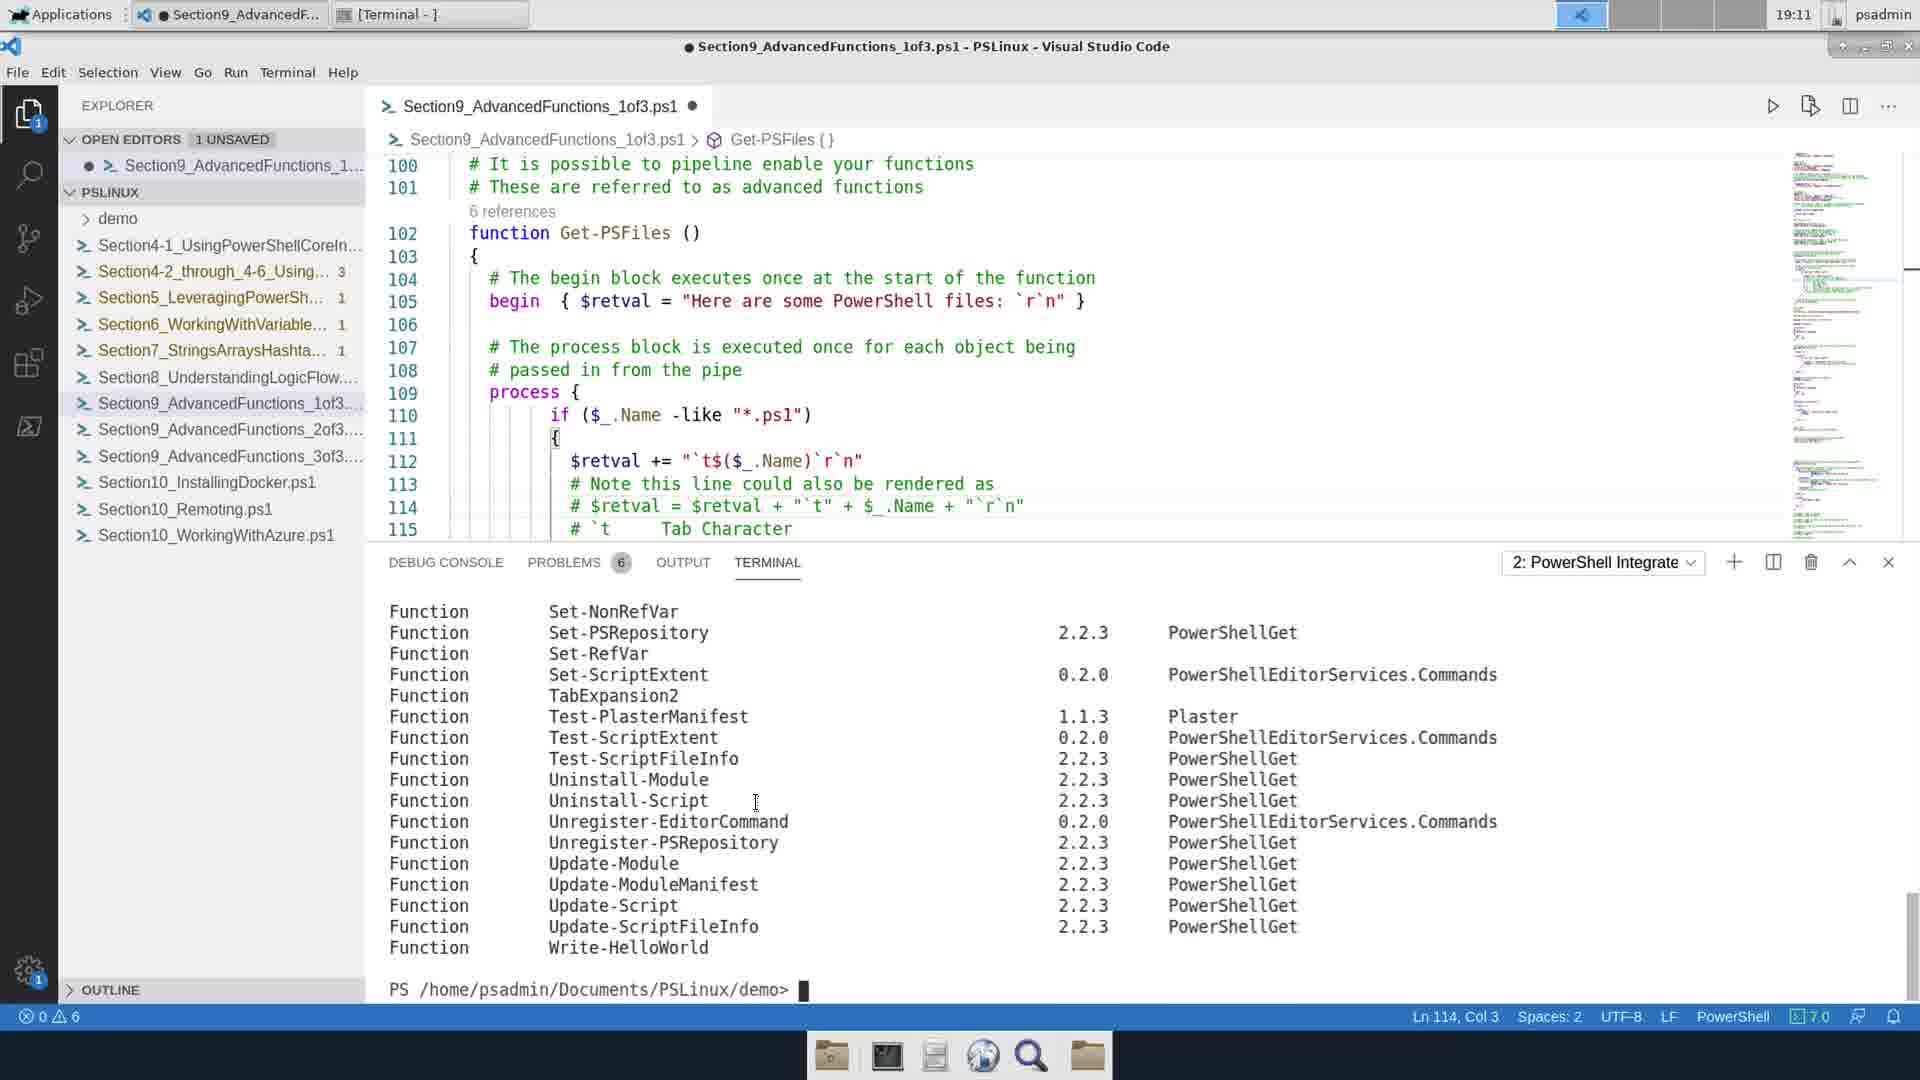 Applications
Section9_AdvancedF...
[Terminal - ]
19:11
psadmin
● Section9_AdvancedFunctions_1of3.ps1 - PSLinux - Visual Studio Code
File Edit Selection View Go Run Terminal Help
EXPLORER
OPEN EDITORS 1 UNSAVED
Section9_AdvancedFunctions_1...
PSLINUX
demo
Section4-1_UsingPowerShellCoreIn...
Section4-2_through_4-6_Using... 3
Section5_LeveragingPowerSh... 1
Section6_WorkingWithVariable... 1
Section7_StringsArraysHashta... 1
Section8_UnderstandingLogicFlow....
Section9_AdvancedFunctions_1of3....
Section9_AdvancedFunctions_2of3....
Section9_AdvancedFunctions_3of3....
Section10_InstallingDocker.ps1
Section10_Remoting.ps1
Section10_WorkingWithAzure.ps1
OUTLINE
1
1
Section9_AdvancedFunctions_1of3.ps1
Section9_AdvancedFunctions_1of3.ps1 > Get-PSFiles { }
100 # It is possible to pipeline enable your functions
101 # These are referred to as advanced functions
6 references
102 function Get-PSFiles ()
103 {
104 # The begin block executes once at the start of the function
105 begin  { $retval = "Here are some PowerShell files: `r`n" }
106
107 # The process block is executed once for each object being
108 # passed in from the pipe
109 process {
110 if ($_.Name -like "*.ps1")
111 {
112 $retval += "`t$($_.Name)`r`n"
113 # Note this line could also be rendered as
114 # $retval = $retval + "`t" + $_.Name + "`r`n"
115 # `t     Tab Character
DEBUG CONSOLE PROBLEMS 6 OUTPUT TERMINAL
2: PowerShell Integrate
Function Set-NonRefVar
Function Set-PSRepository 2.2.3 PowerShellGet
Function Set-RefVar
Function Set-ScriptExtent 0.2.0 PowerShellEditorServices.Commands
Function TabExpansion2
Function Test-PlasterManifest 1.1.3 Plaster
Function Test-ScriptExtent 0.2.0 PowerShellEditorServices.Commands
Function Test-ScriptFileInfo 2.2.3 PowerShellGet
Function Uninstall-Module 2.2.3 PowerShellGet
Function Uninstall-Script 2.2.3 PowerShellGet
Function Unregister-EditorCommand 0.2.0 PowerShellEditorServices.Commands
Function Unregister-PSRepository 2.2.3 PowerShellGet
Function Update-Module 2.2.3 PowerShellGet
Function Update-ModuleManifest 2.2.3 PowerShellGet
Function Update-Script 2.2.3 PowerShellGet
Function Update-ScriptFileInfo 2.2.3 PowerShellGet
Function Write-HelloWorld
PS /home/psadmin/Documents/PSLinux/demo>
0 6
Ln 114, Col 3 Spaces: 2 UTF-8 LF PowerShell 7.0